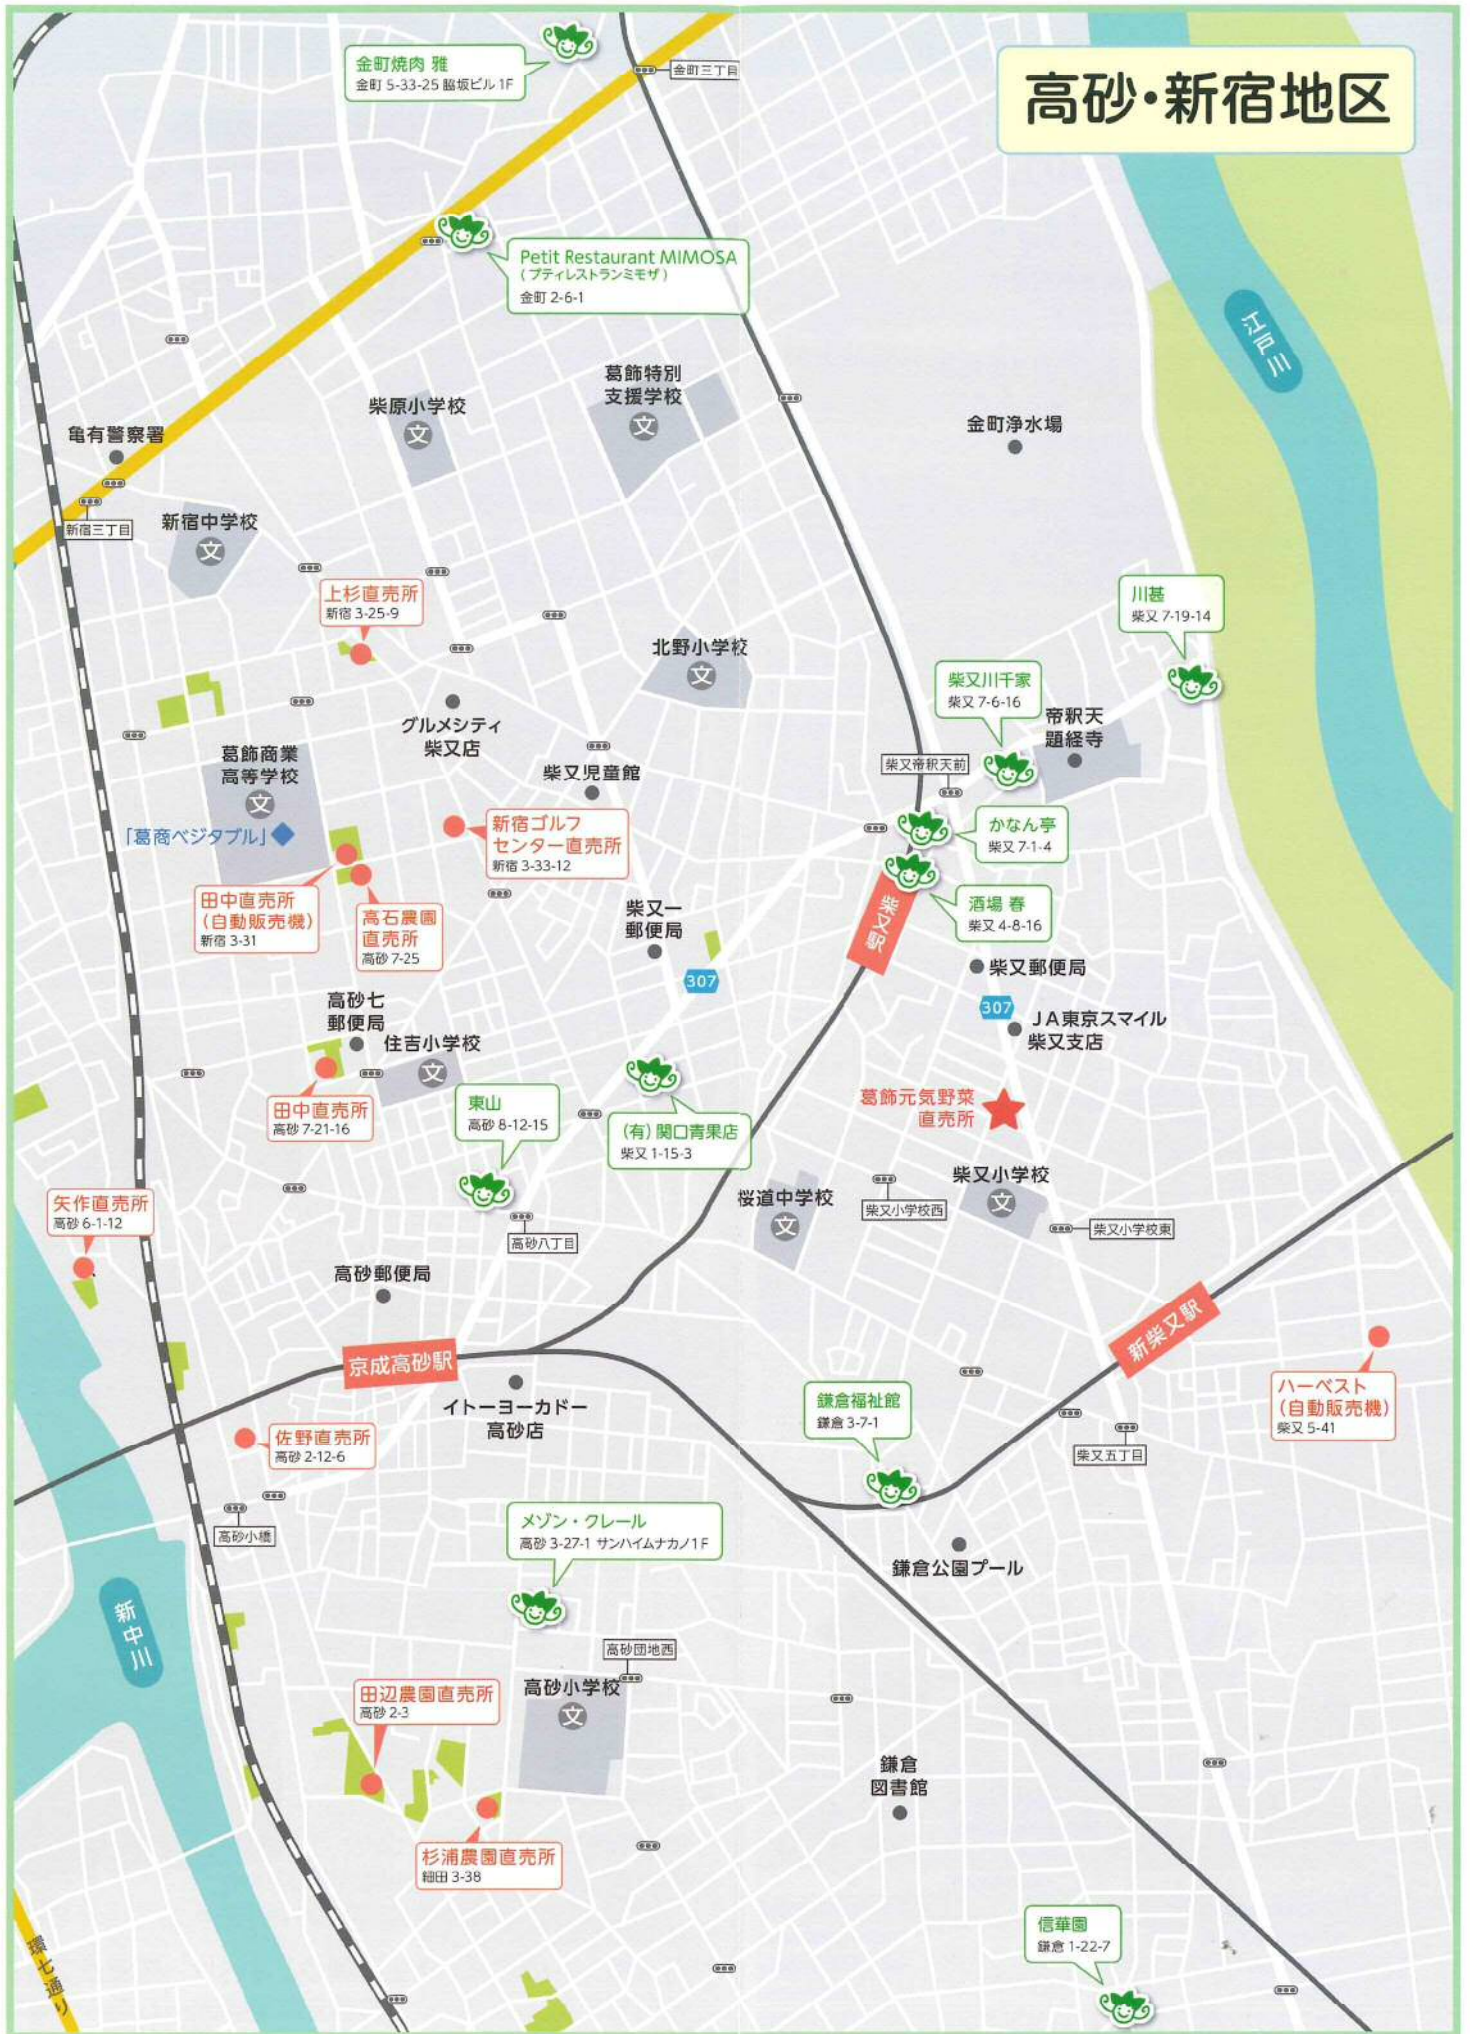 高砂・新宿地区
金町焼肉 雅
金町 5-33-25 脇坂ビル 1F
金町三丁目
Petit Restaurant MIMOSA
(プティレストランミモザ)
金町 2-6-1
江戸川
葛飾特別
支援学校
文
柴原小学校
文
金町浄水場
亀有警察署
新宿三丁目
新宿中学校
文
上杉直売所
新宿 3-25-9
川甚
柴又 7-19-14
北野小学校
文
柴又川千家
柴又 7-6-16
帝釈天
題経寺
グルメシティ
柴又店
葛飾商業
高等学校
文
柴又児童館
柴又帝釈天前
「葛商ベジタブル」
新宿ゴルフ
センター直売所
新宿 3-33-12
かなん亭
柴又 7-1-4
田中直売所
(自動販売機)
新宿 3-31
高石農園
直売所
高砂 7-25
柴又一
郵便局
柴又駅
酒場 春
柴又 4-8-16
柴又郵便局
307
307
高砂七
郵便局
住吉小学校
文
JA東京スマイル
柴又支店
田中直売所
高砂 7-21-16
東山
高砂 8-12-15
(有)関口青果店
柴又 1-15-3
葛飾元気野菜
直売所
矢作直売所
高砂 6-1-12
桜道中学校
文
柴又小学校
文
柴又小学校西
柴又小学校東
高砂八丁目
高砂郵便局
京成高砂駅
新柴又駅
イトーヨーカドー
高砂店
鎌倉福祉館
鎌倉 3-7-1
ハーベスト
(自動販売機)
柴又 5-41
佐野直売所
高砂 2-12-6
柴又五丁目
高砂小橋
メゾン・クレール
高砂 3-27-1 サンハイムナカノ1F
鎌倉公園プール
新中川
高砂団地西
高砂小学校
文
田辺農園直売所
高砂 2-3
鎌倉
図書館
杉浦農園直売所
細田 3-38
信華園
鎌倉 1-22-7
環七通り